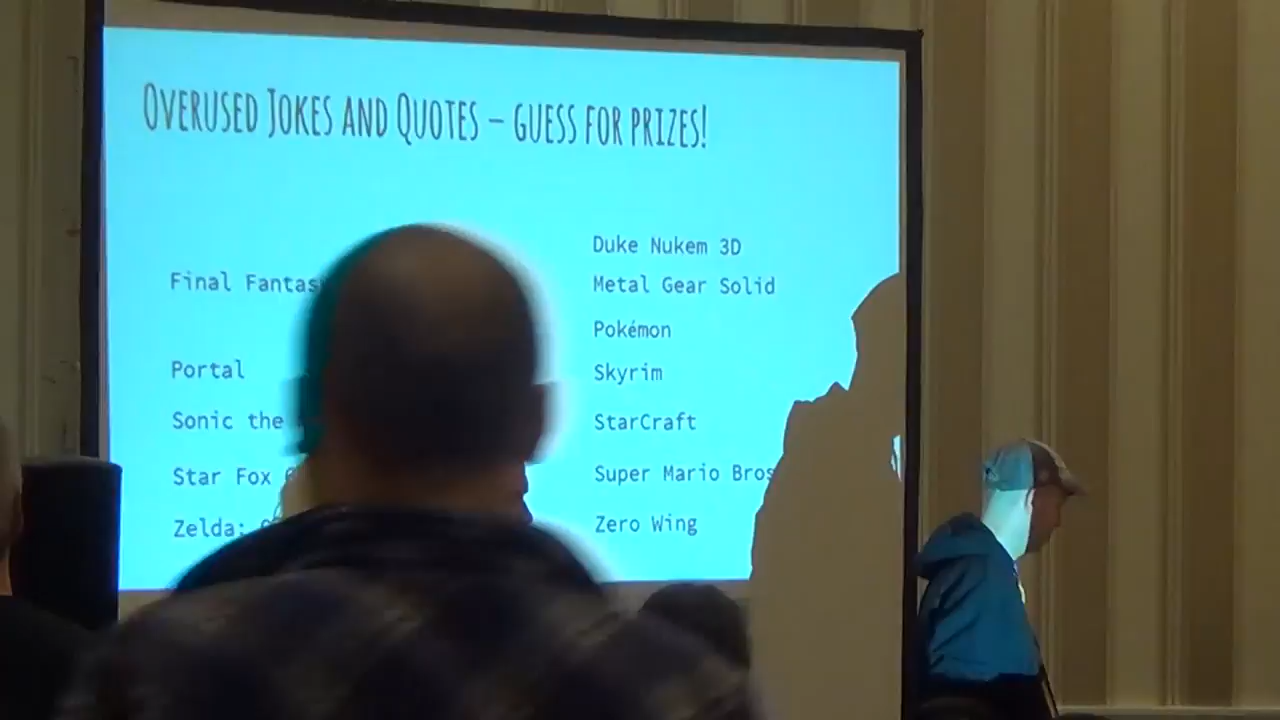 OVERUSED JOKES AND QUOTES – GUESS FOR PRIZES!
Final
Portal
Sonic the
Star Fox
Zelda:
Duke Nukem 3D
Metal Gear Solid
Pokémon
Skyrim
StarCraft
Super Mario Bros
Zero Wing